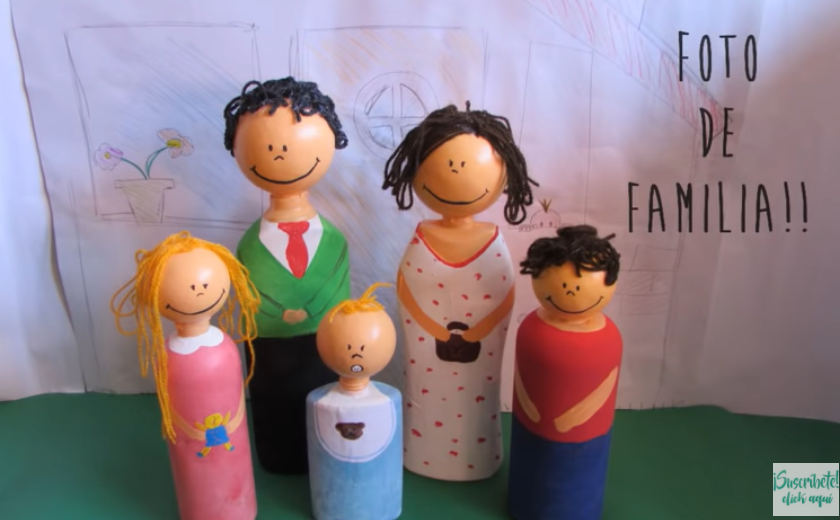 FOTO
DE
FAMILIA!!
¡Suscríbete!
click aquí